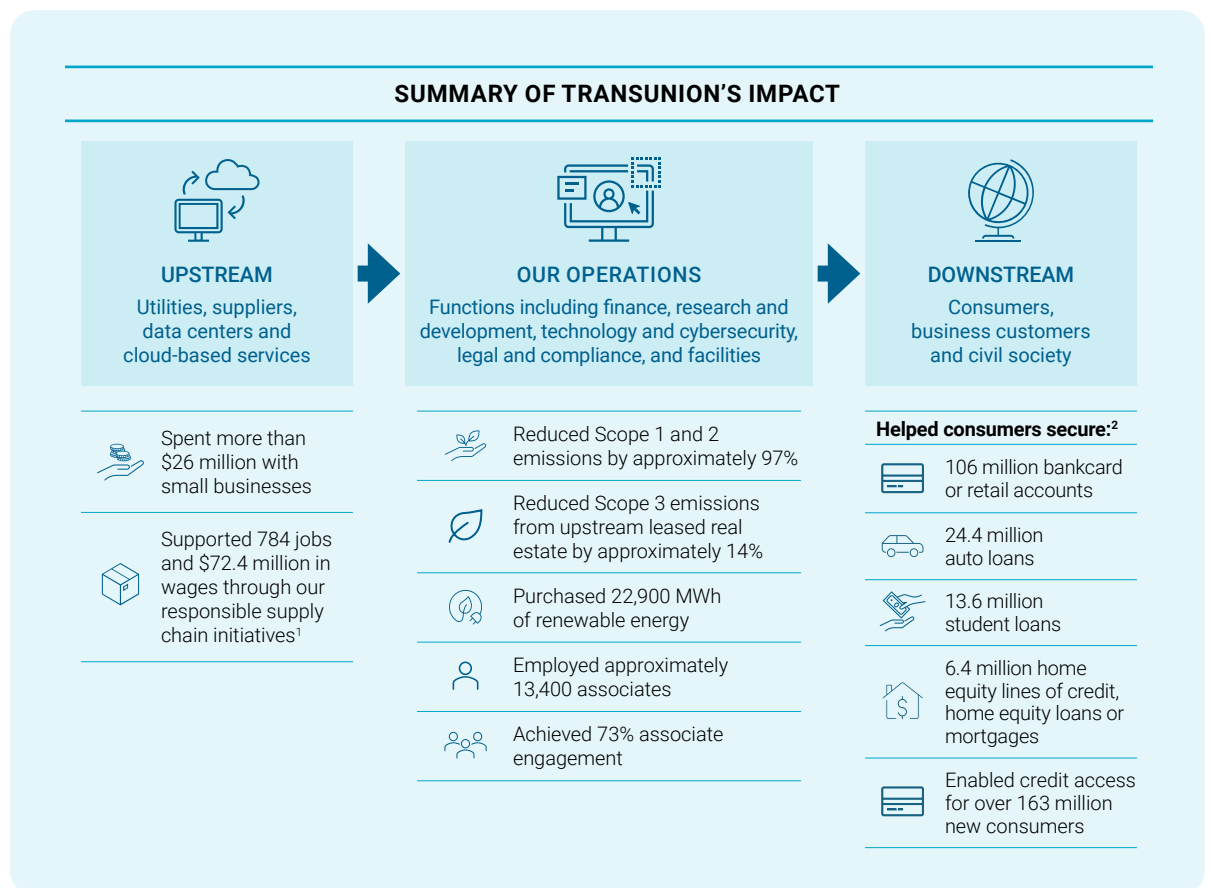 SUMMARY OF TRANSUNION’S IMPACT
UPSTREAM
Utilities, suppliers,
data centers and
cloud-based services
Spent more than
$26 million with
small businesses
Supported 784 jobs
and $72.4 million in
wages through our
responsible supply
chain initiatives¹
OUR OPERATIONS
Functions including finance, research and
development, technology and cybersecurity,
legal and compliance, and facilities
Reduced Scope 1 and 2
emissions by approximately 97%
Reduced Scope 3 emissions
from upstream leased real
estate by approximately 14%
Purchased 22,900 MWh
of renewable energy
Employed approximately
13,400 associates
Achieved 73% associate
engagement
DOWNSTREAM
Consumers,
business customers
and civil society
Helped consumers secure:²
106 million bankcard
or retail accounts
24.4 million
auto loans
13.6 million
student loans
6.4 million home
equity lines of credit,
home equity loans or
mortgages
Enabled credit access
for over 163 million
new consumers